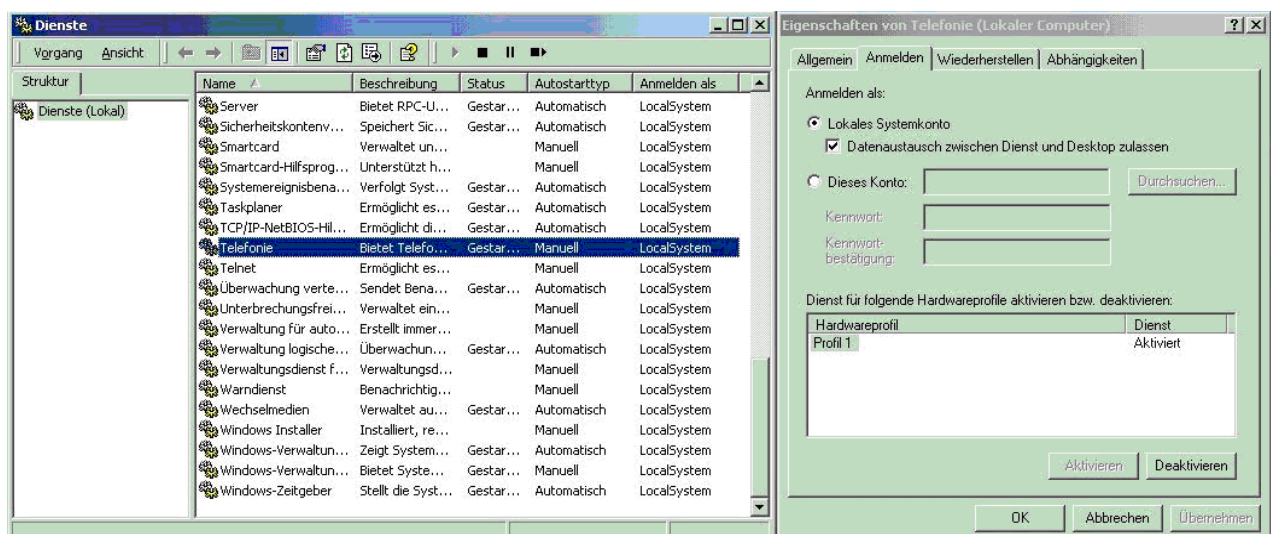 Dienste
Vorgang Ansicht
Struktur
Dienste (Lokal)
Name Beschreibung Status Autostarttyp Anmelden als
Server Bietet RPC-U... Gestar... Automatisch LocalSystem
Sicherheitskontenv... Speichert Sic... Gestar... Automatisch LocalSystem
Smartcard Verwaltet un... Manuell LocalSystem
Smartcard-Hilfsprog... Unterstützt h... Manuell LocalSystem
Systemereignisbena... Verfolgt Syst... Gestar... Automatisch LocalSystem
Taskplaner Ermöglicht es... Gestar... Automatisch LocalSystem
TCP/IP-NetBIOS-Hil... Ermöglicht di... Gestar... Automatisch LocalSystem
Telefonie Bietet Telefo... Gestar... Manuell LocalSystem
Telnet Ermöglicht es... Manuell LocalSystem
Überwachung verte... Sendet Bena... Gestar... Automatisch LocalSystem
Unterbrechungsfrei... Verwaltet ein... Manuell LocalSystem
Verwaltung für auto... Erstellt immer... Manuell LocalSystem
Verwaltung logische... Überwachun... Gestar... Automatisch LocalSystem
Verwaltungsdienst f... Verwaltungsd... Manuell LocalSystem
Warndienst Benachrichtig... Manuell LocalSystem
Wechselmedien Verwaltet au... Gestar... Automatisch LocalSystem
Windows Installer Installiert, re... Manuell LocalSystem
Windows-Verwaltun... Zeigt System... Gestar... Automatisch LocalSystem
Windows-Verwaltun... Bietet Syste... Gestar... Manuell LocalSystem
Windows-Zeitgeber Stellt die Syst... Gestar... Automatisch LocalSystem
Eigenschaften von Telefonie (Lokaler Computer)
Allgemein Anmelden Wiederherstellen Abhängigkeiten
Anmelden als:
Lokales Systemkonto
Datenaustausch zwischen Dienst und Desktop zulassen
Dieses Konto: Durchsuchen...
Kennwort:
Kennwort-
bestätigung:
Dienst für folgende Hardwareprofile aktivieren bzw. deaktivieren:
Hardwareprofil Dienst
Profil 1 Aktiviert
Aktivieren Deaktivieren
OK Abbrechen Übernehmen